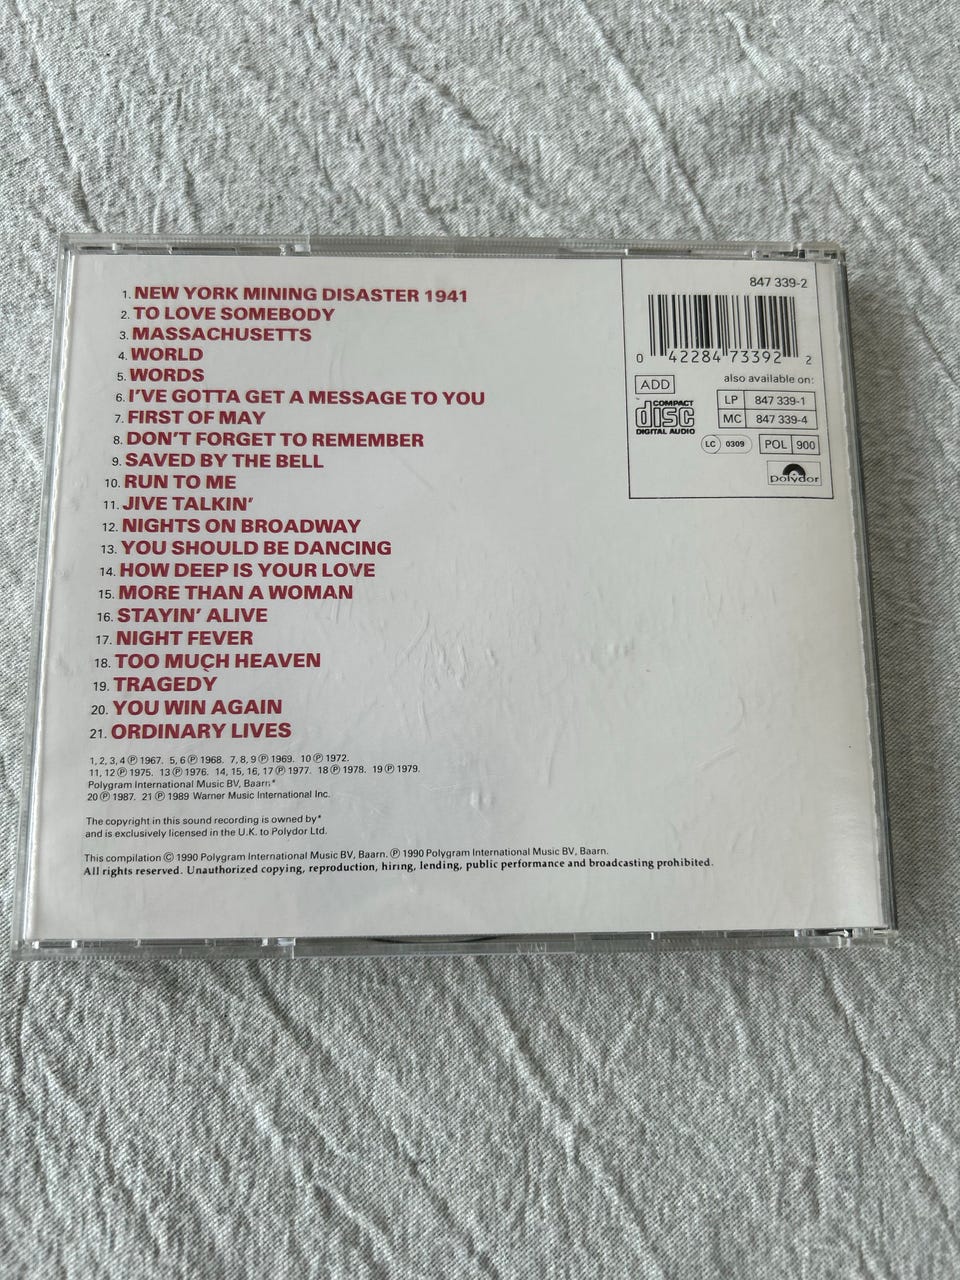 1. NEW YORK MINING DISASTER 1941
2. TO LOVE SOMEBODY
3. MASSACHUSETTS
4. WORLD
5. WORDS
6. I'VE GOTTA GET A MESSAGE TO YOU
7. FIRST OF MAY
8. DON'T FORGET TO REMEMBER
9. SAVED BY THE BELL
10. RUN TO ME
11. JIVE TALKIN'
12. NIGHTS ON BROADWAY
13. YOU SHOULD BE DANCING
14. HOW DEEP IS YOUR LOVE
15. MORE THAN A WOMAN
16. STAYIN' ALIVE
17. NIGHT FEVER
18. TOO MUCH HEAVEN
19. TRAGEDY
20. YOU WIN AGAIN
21. ORDINARY LIVES
1, 2, 3, 4 ℗ 1967. 5, 6 ℗ 1968. 7, 8, 9 ℗ 1969. 10 ℗ 1972.
11, 12 ℗ 1975. 13 ℗ 1976. 14, 15, 16, 17 ℗ 1977. 18 ℗ 1978. 19 ℗ 1979.
Polygram International Music BV, Baarn*
20 ℗ 1987. 21 ℗ 1989 Warner Music International Inc.
The copyright in this sound recording is owned by*
and is exclusively licensed in the U.K. to Polydor Ltd.
This compilation © 1990 Polygram International Music BV, Baarn. ℗ 1990 Polygram International Music BV, Baarn.
All rights reserved. Unauthorized copying, reproduction, hiring, lending, public performance and broadcasting prohibited.
847 339-2
0 42284 73392 2
ADD
also available on:
LP 847 339-1
MC 847 339-4
COMPACT
disc
DIGITAL AUDIO
LC 0309
POL 900
polydor